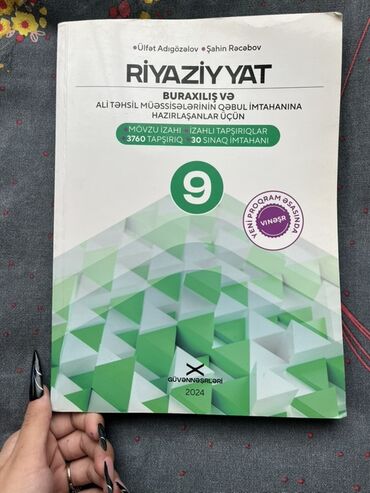 •Ülfət Adıgözəlov •Şahin Rəcəbov
RİYAZİYYAT
BURAXILIŞ VƏ
ALİ TƏHSİL MÜƏSSİSƏLƏRİNİN QƏBUL İMTAHANINA
HAZIRLAŞANLAR ÜÇÜN
•MÖVZU İZAHI •İZAHLI TAPŞIRIQLAR
•3760 TAPŞIRIQ •30 SINAQ İMTAHANI
9
YENİ PROQRAM ƏSASINDA
VI NƏŞR
GÜVƏN NƏŞRLƏRİ
2024